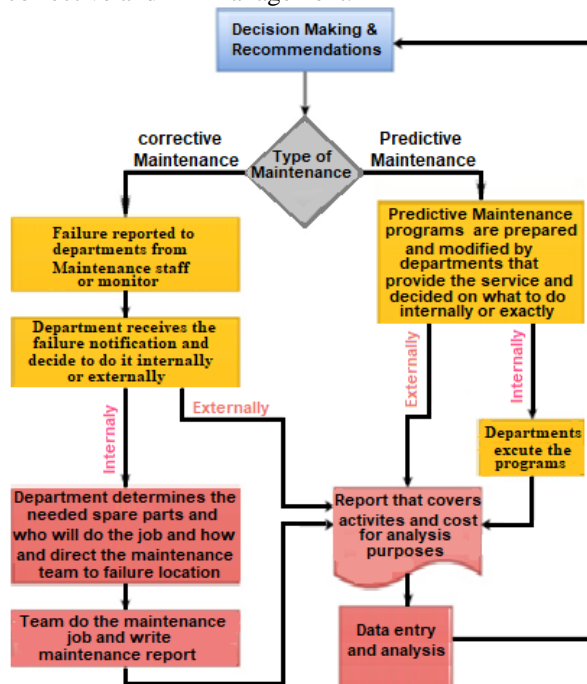 Decision Making &
Recommendations
corrective
Maintenance
Type of
Maintenance
Predictive
Maintenance
Failure reported to
departments from
Maintenance staff
or monitor
Predictive Maintenance
programs are prepared
and modified by
departments that
provide the service and
decided on what to do
internally or exactly
Department receives the
failure notification and
decide to do it internally
or externally
Internaly
Externally
Externally
Internally
Departments
excute the
programs
Department determines the
needed spare parts and
who will do the job and how
and direct the maintenance
team to failure location
Report that covers
activites and cost
for analysis
purposes
Team do the maintenance
job and write
maintenance report
Data entry
and analysis